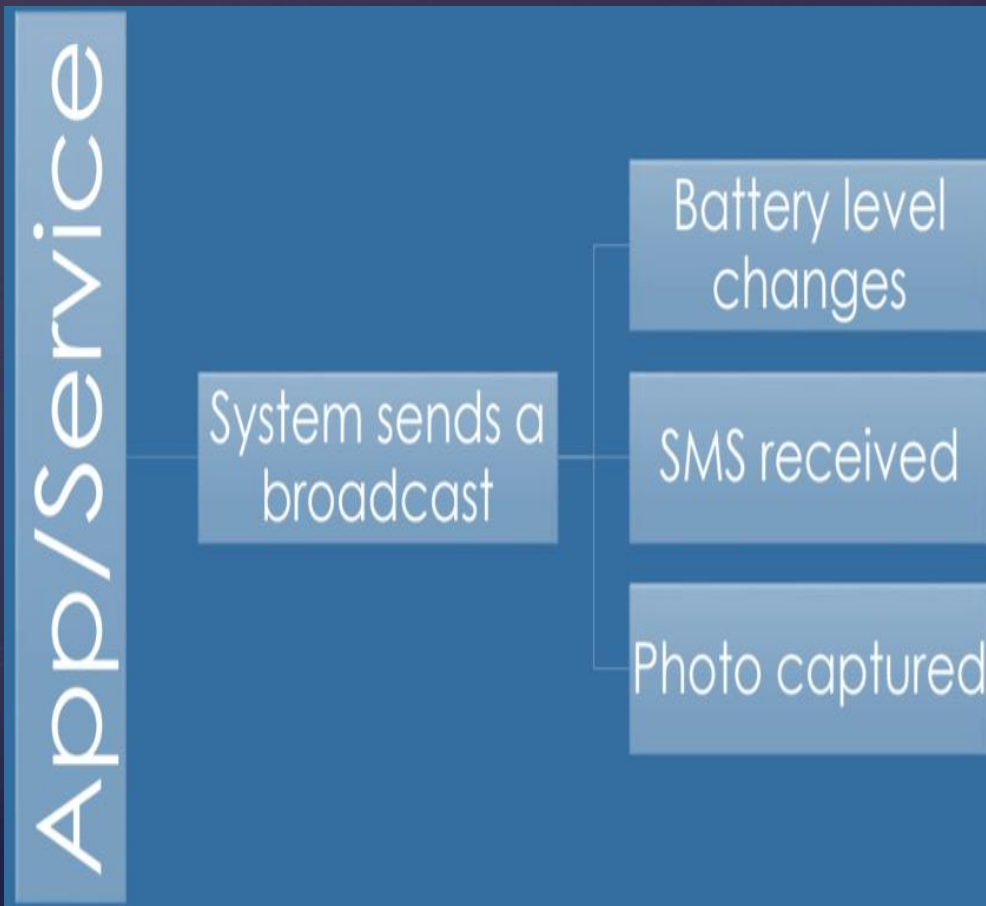 App/Service
System sends a
broadcast
Battery level
changes
SMS received
Photo captured